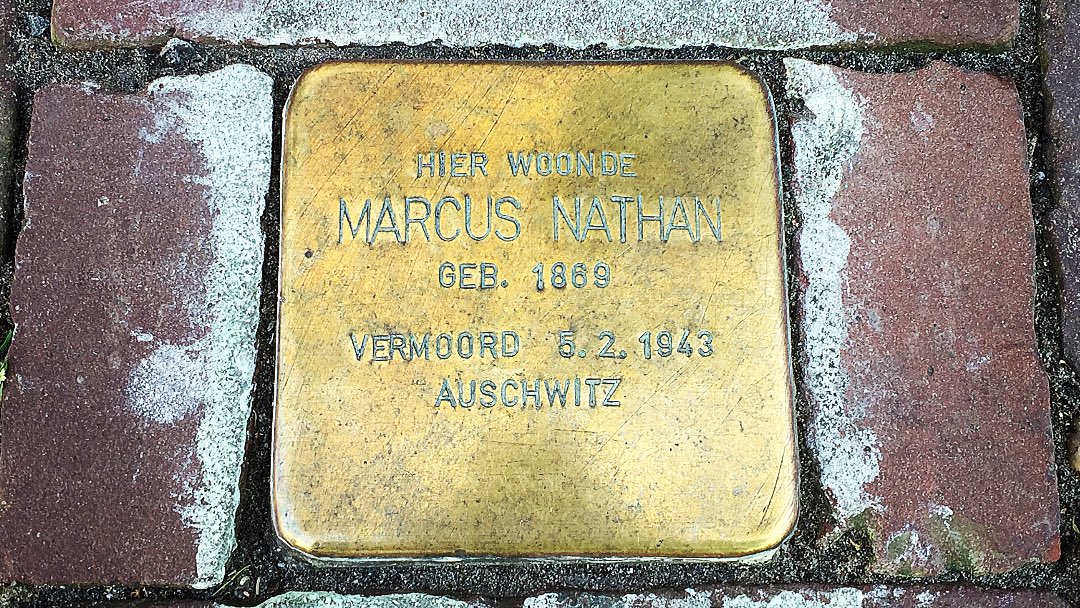 HIER WOONDE
MARCUS NATHAN
GEB. 1869
VERMOORD 5.2.1943
AUSCHWITZ